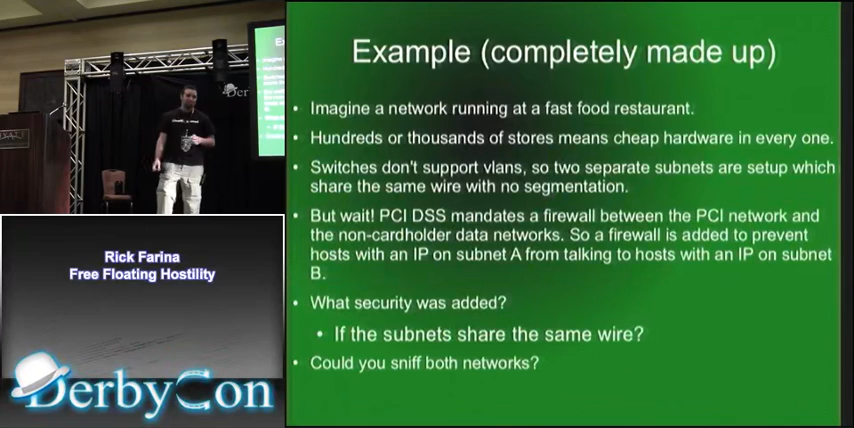 Example (completely made up)
• Imagine a network running at a fast food restaurant.
• Hundreds or thousands of stores means cheap hardware in every one.
• Switches don't support vlans, so two separate subnets are setup which
share the same wire with no segmentation.
• But wait! PCI DSS mandates a firewall between the PCI network and
the non-cardholder data networks. So a firewall is added to prevent
hosts with an IP on subnet A from talking to hosts with an IP on subnet
B.
• What security was added?
• If the subnets share the same wire?
• Could you sniff both networks?
Rick Farina
Free Floating Hostility
DerbyCon